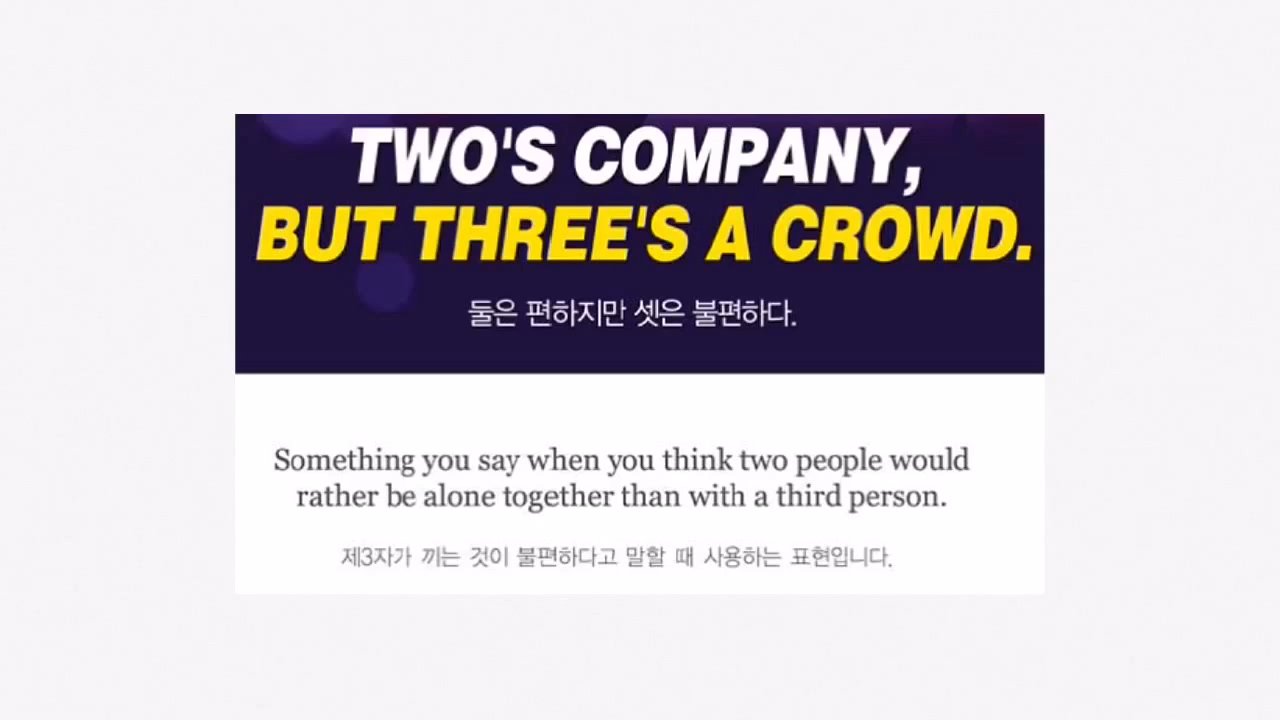 TWO'S COMPANY,
BUT THREE'S A CROWD.
둘은 편하지만 셋은 불편하다.
Something you say when you think two people would
rather be alone together than with a third person.
제3자가 끼는 것이 불편하다고 말할 때 사용하는 표현입니다.